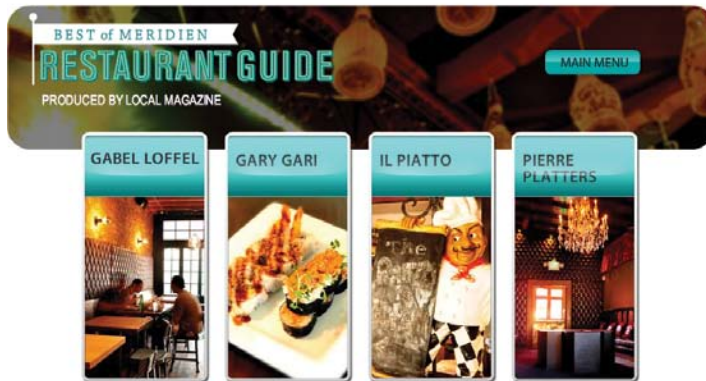 BEST of MERIDIEN
RESTAURANT GUIDE
PRODUCED BY LOCAL MAGAZINE
MAIN MENU
GABEL LOFFEL
GARY GARI
IL PIATTO
PIERRE
PLATTERS
The